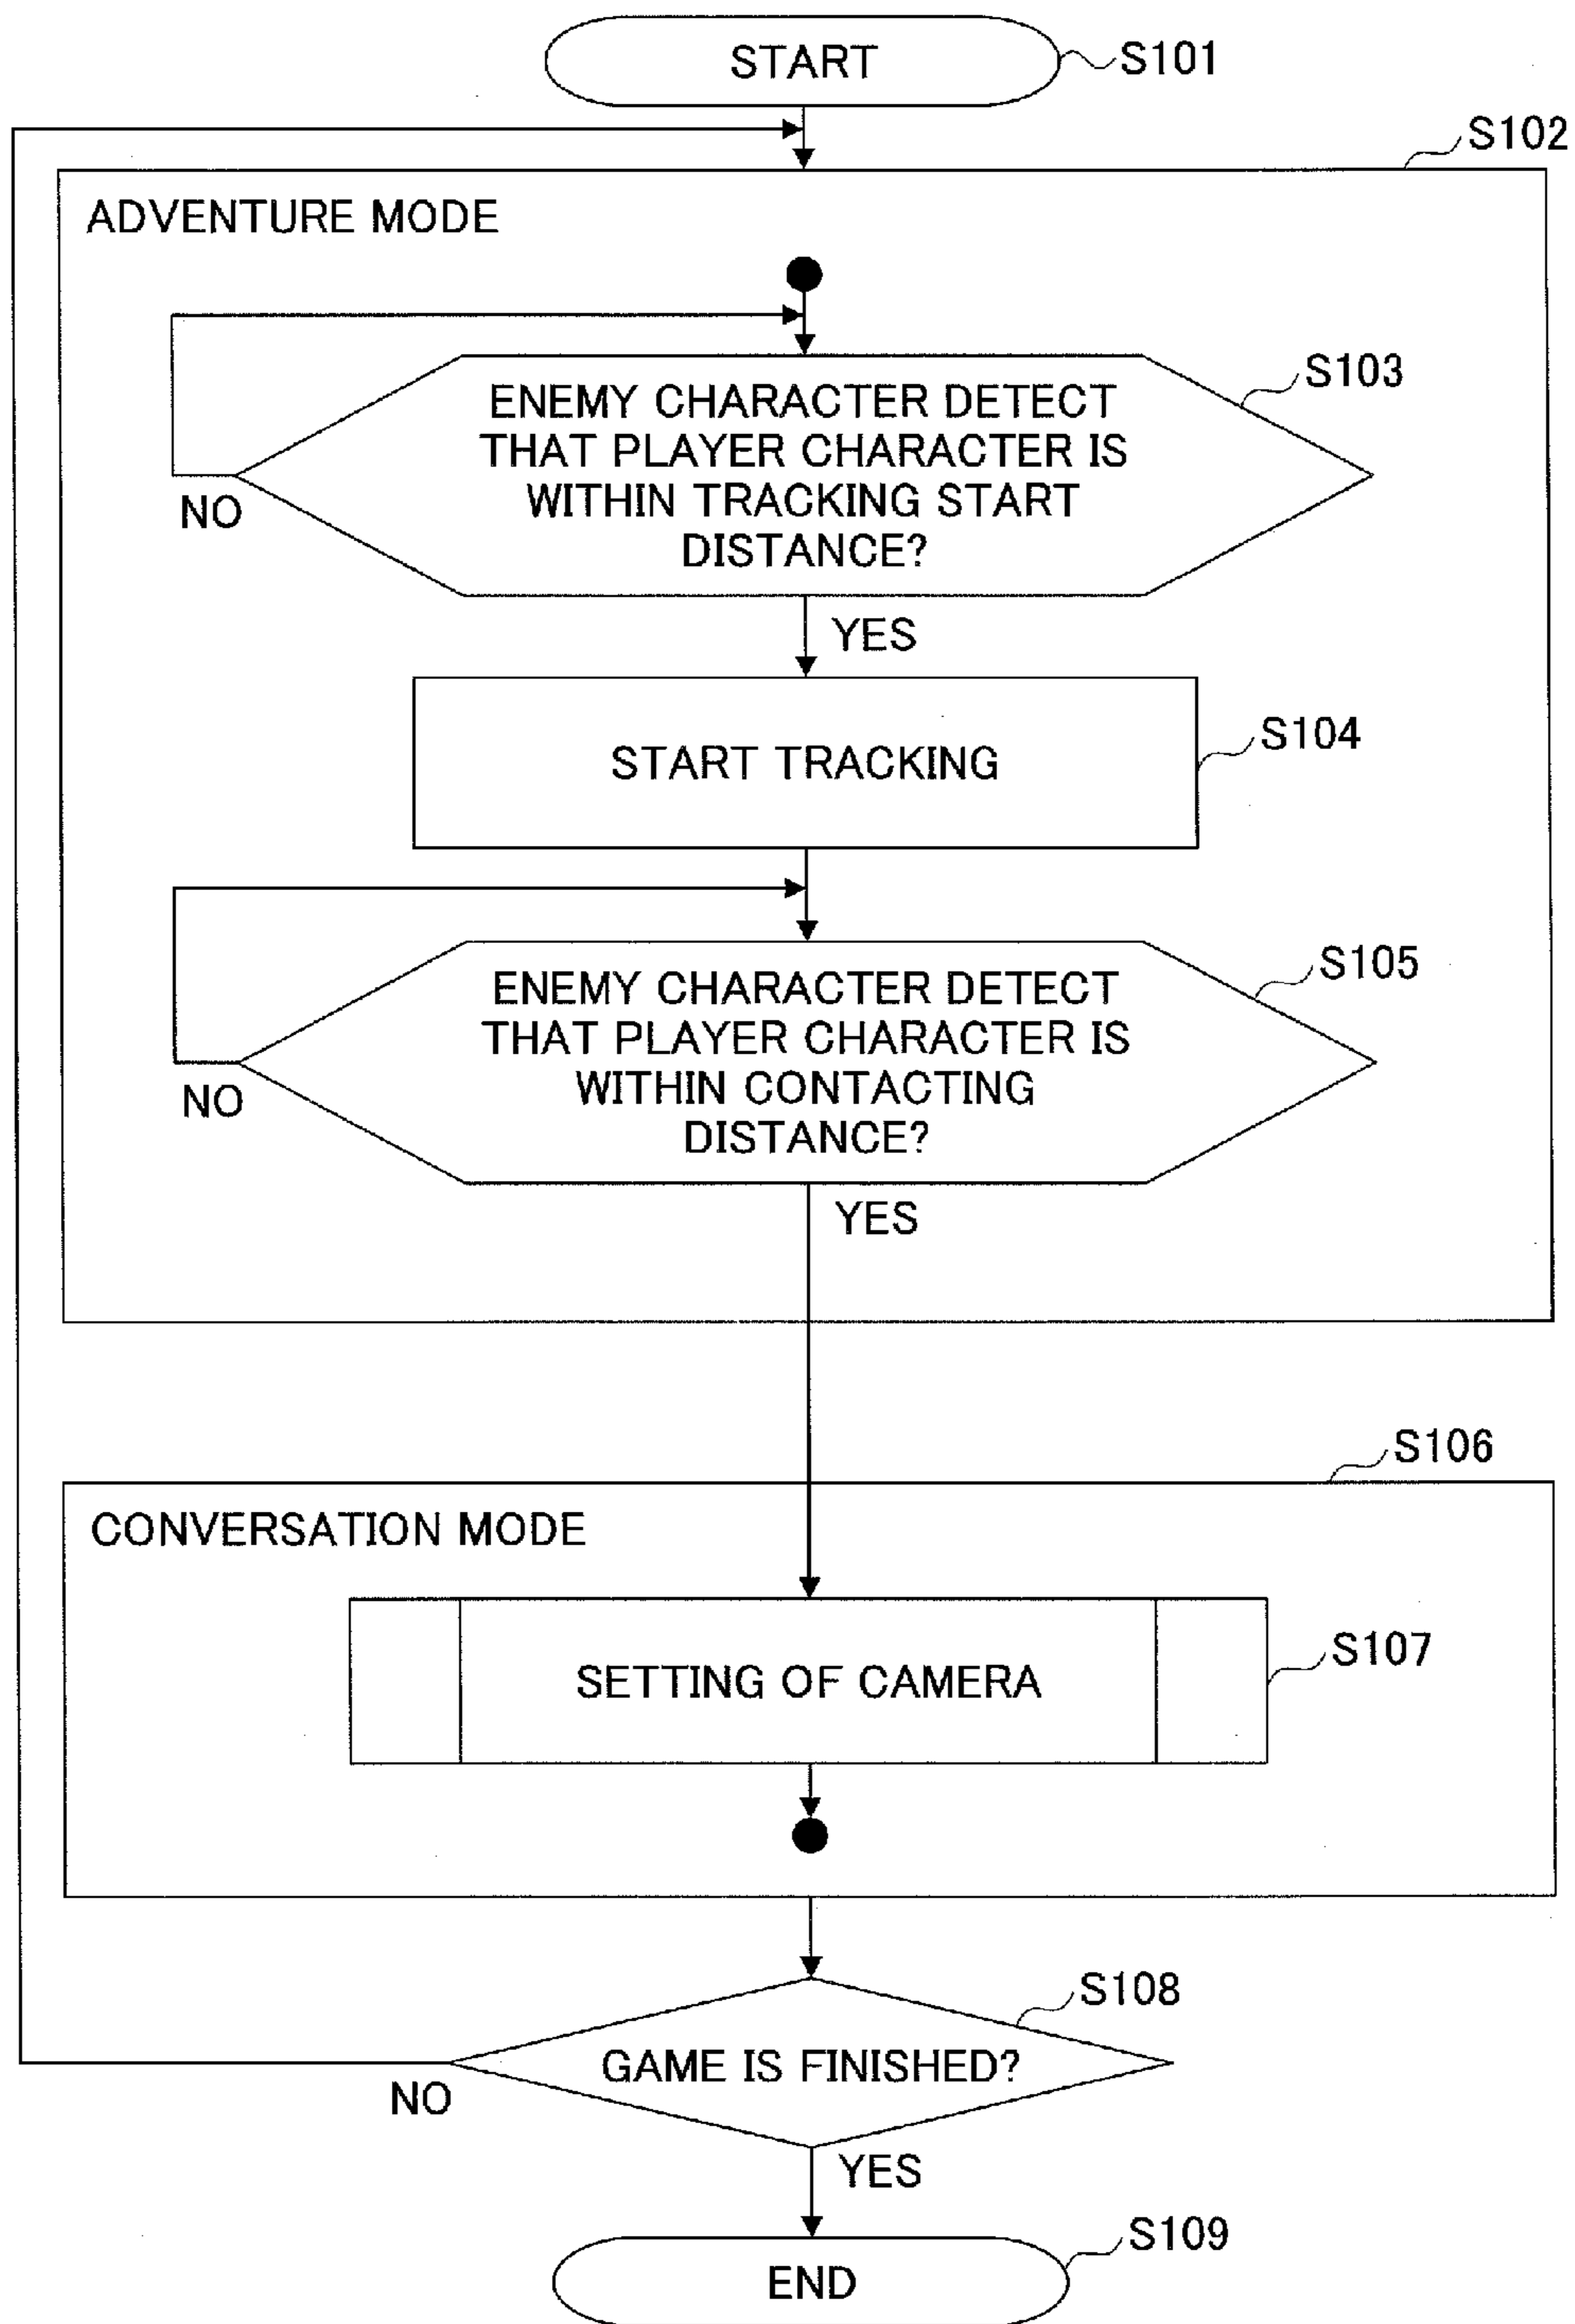 START
S101
S102
ADVENTURE MODE
S103
ENEMY CHARACTER DETECT
THAT PLAYER CHARACTER IS
WITHIN TRACKING START
DISTANCE?
NO
YES
START TRACKING
S104
S105
ENEMY CHARACTER DETECT
THAT PLAYER CHARACTER IS
WITHIN CONTACTING
DISTANCE?
NO
YES
S106
CONVERSATION MODE
SETTING OF CAMERA
S107
S108
GAME IS FINISHED?
NO
YES
S109
END